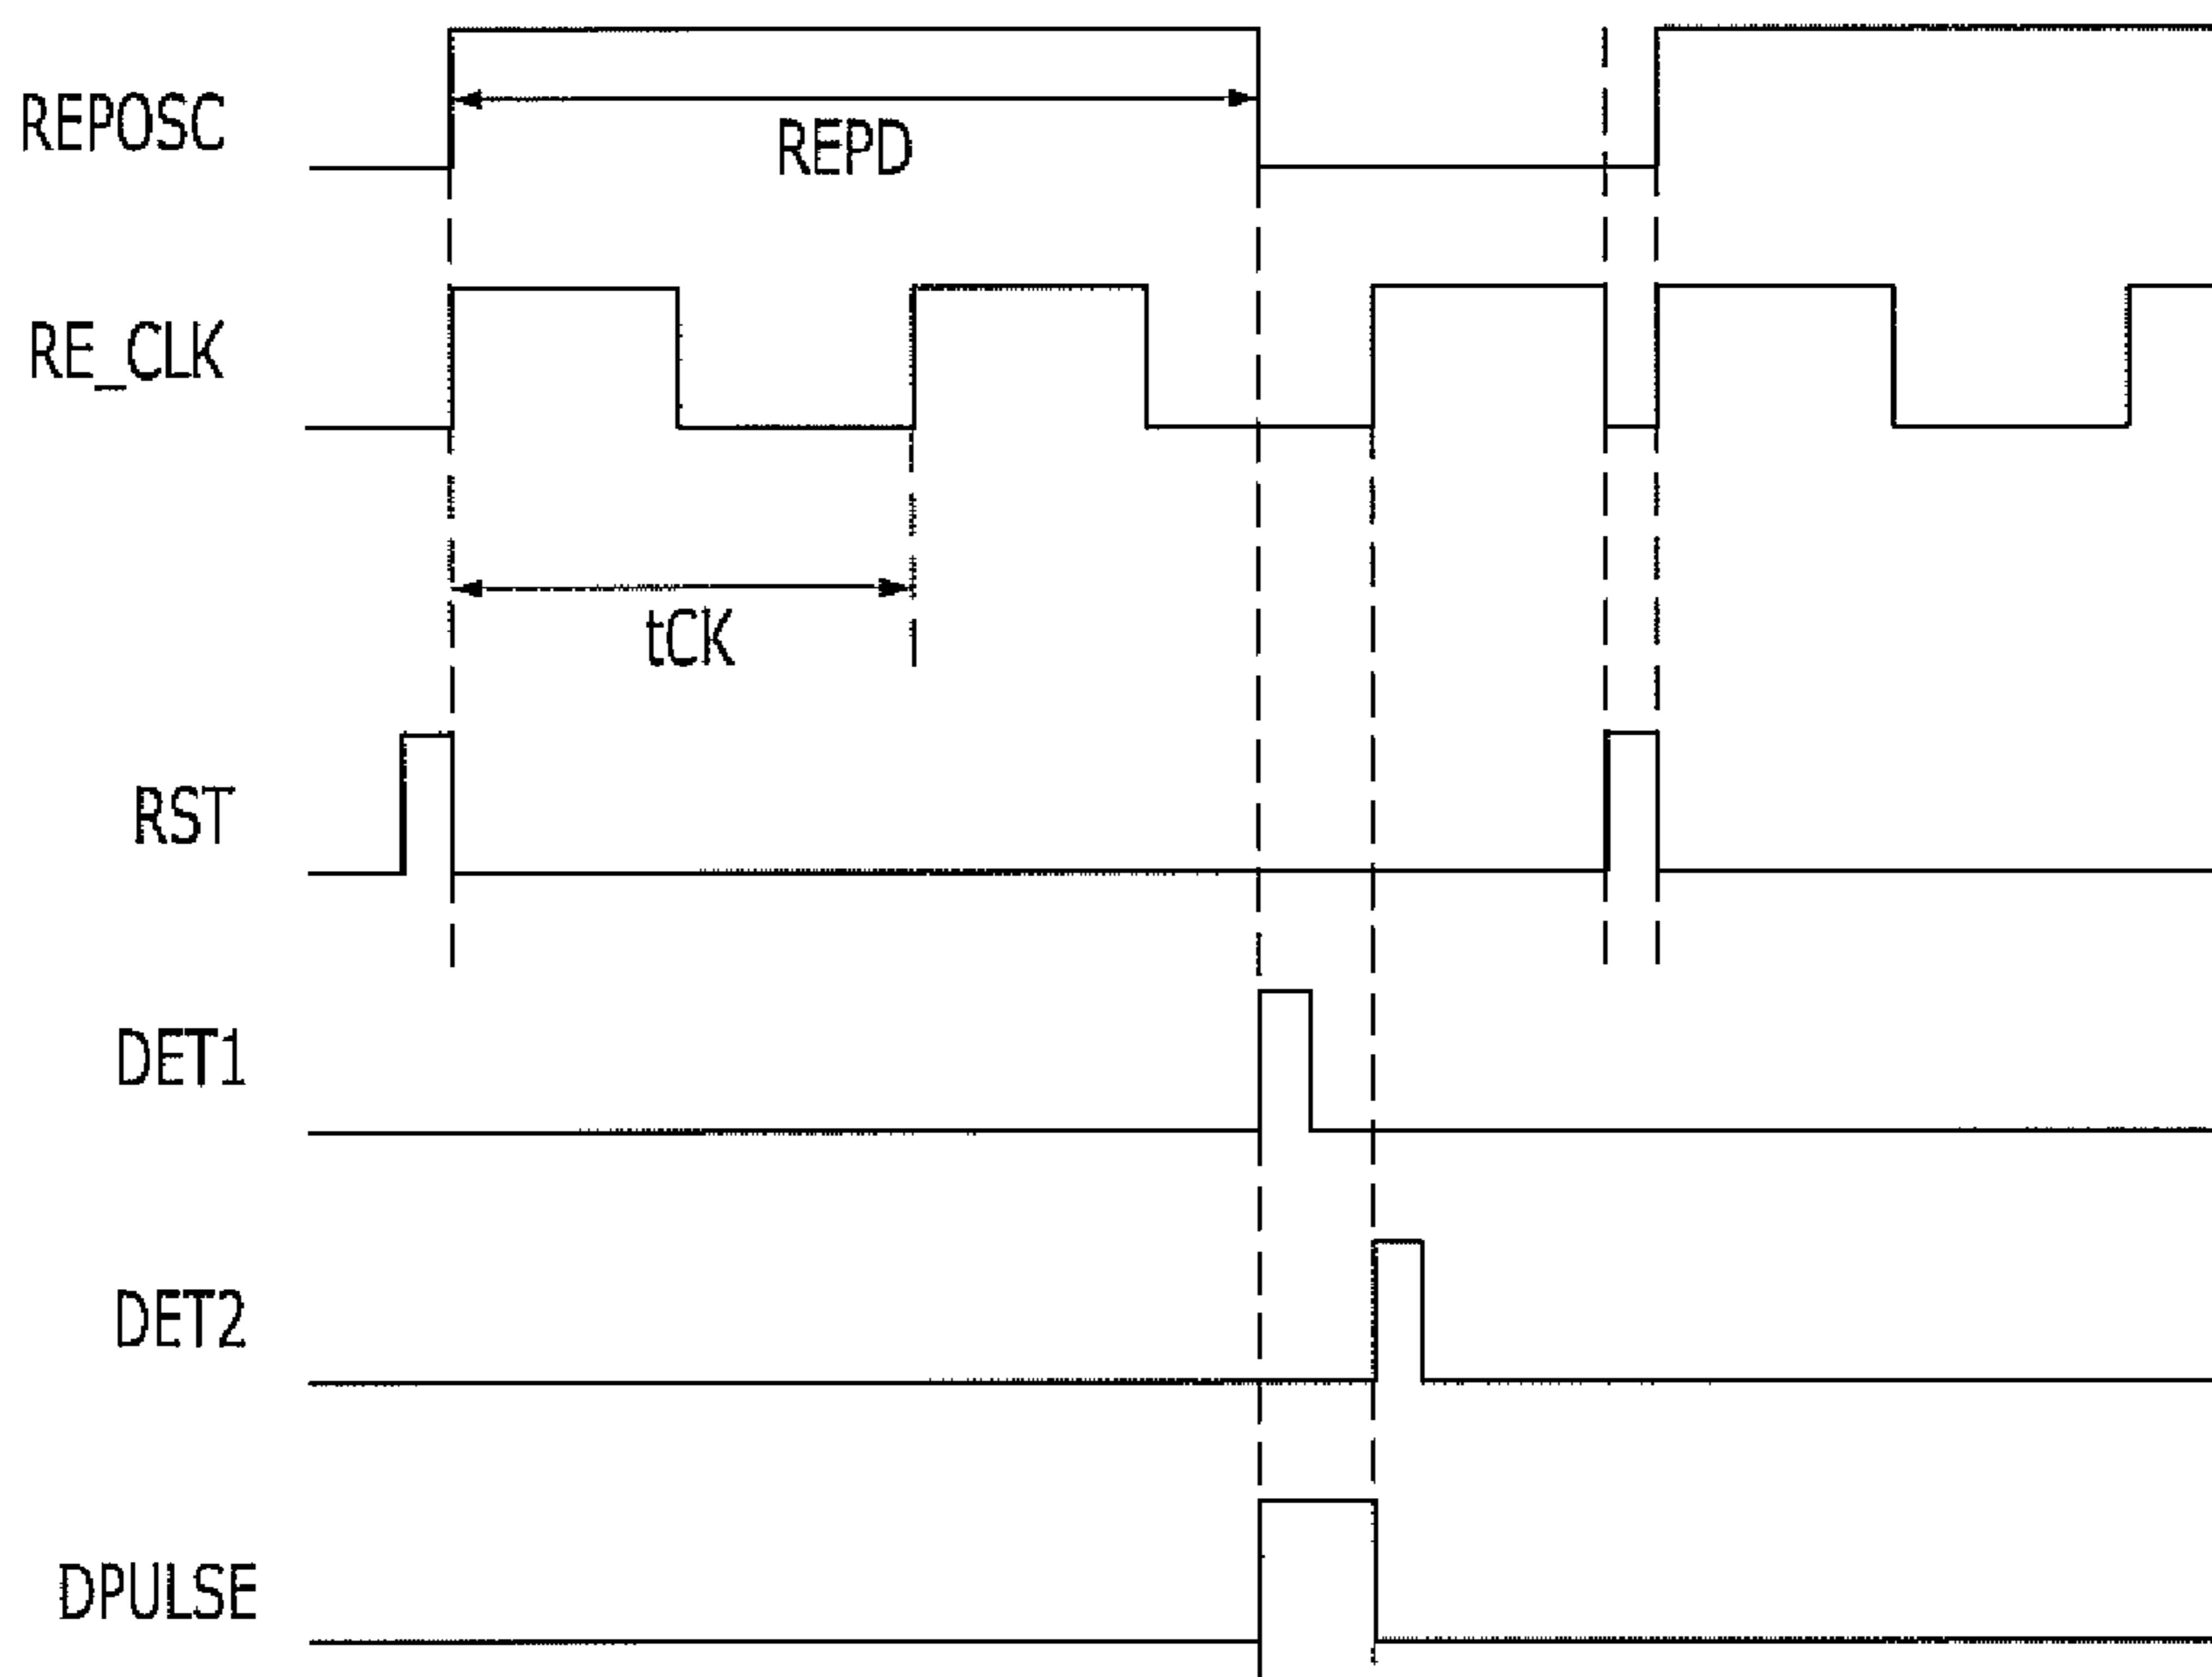 REPOSC
REPD
RE_CLK
tCK
RST
DET1
DET2
DPULSE